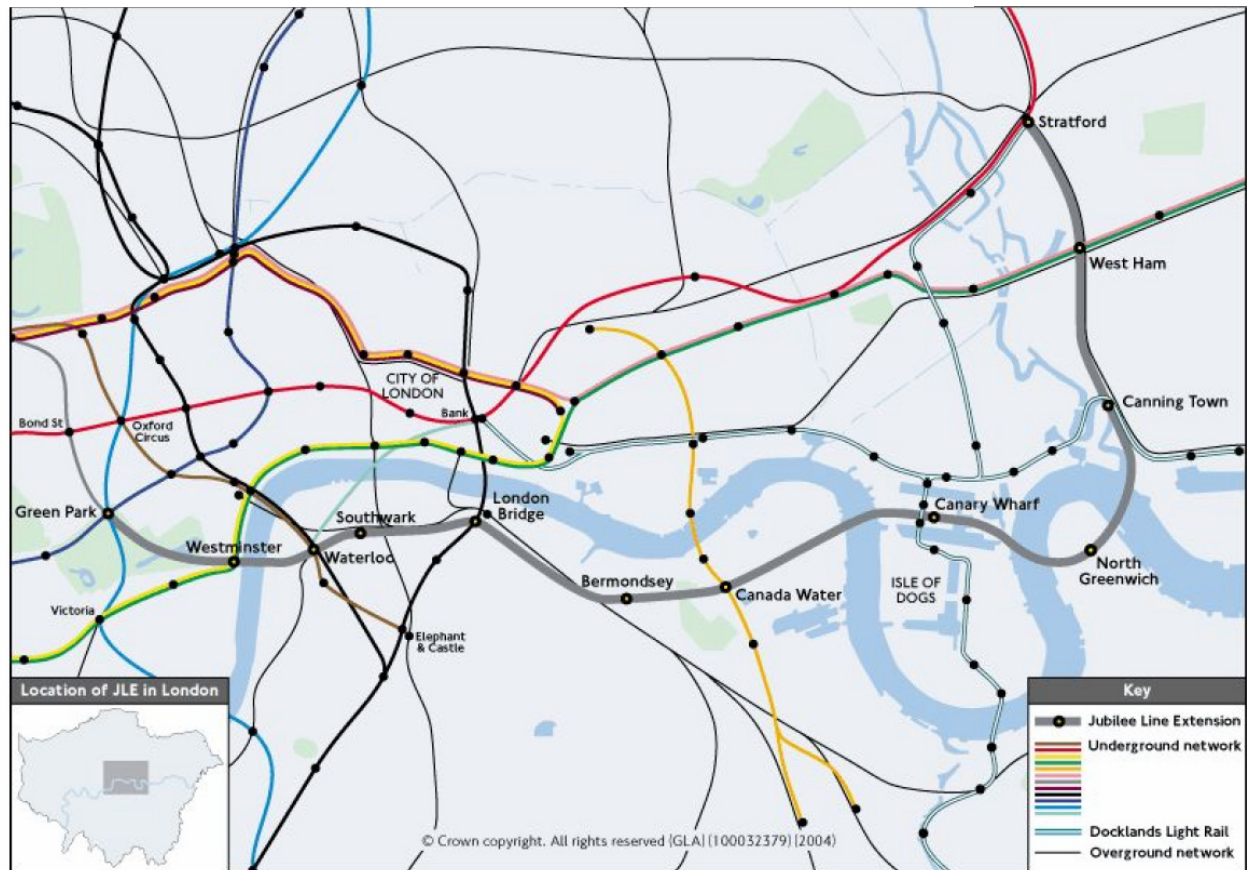 Stratford
West Ham
CITY OF
LONDON
Bank
Canning Town
Bond St
Oxford
Circus
Green Park
Southwark
London
Bridge
Canary Wharf
Westminster
Waterloo
North
Greenwich
Bermondsey
Canada Water
ISLE OF
DOGS
Victoria
Elephant
& Castle
Location of JLE in London
Key
Jubilee Line Extension
Underground network
Docklands Light Rail
Overground network
© Crown copyright. All rights reserved (GLA) (100032379) (2004)